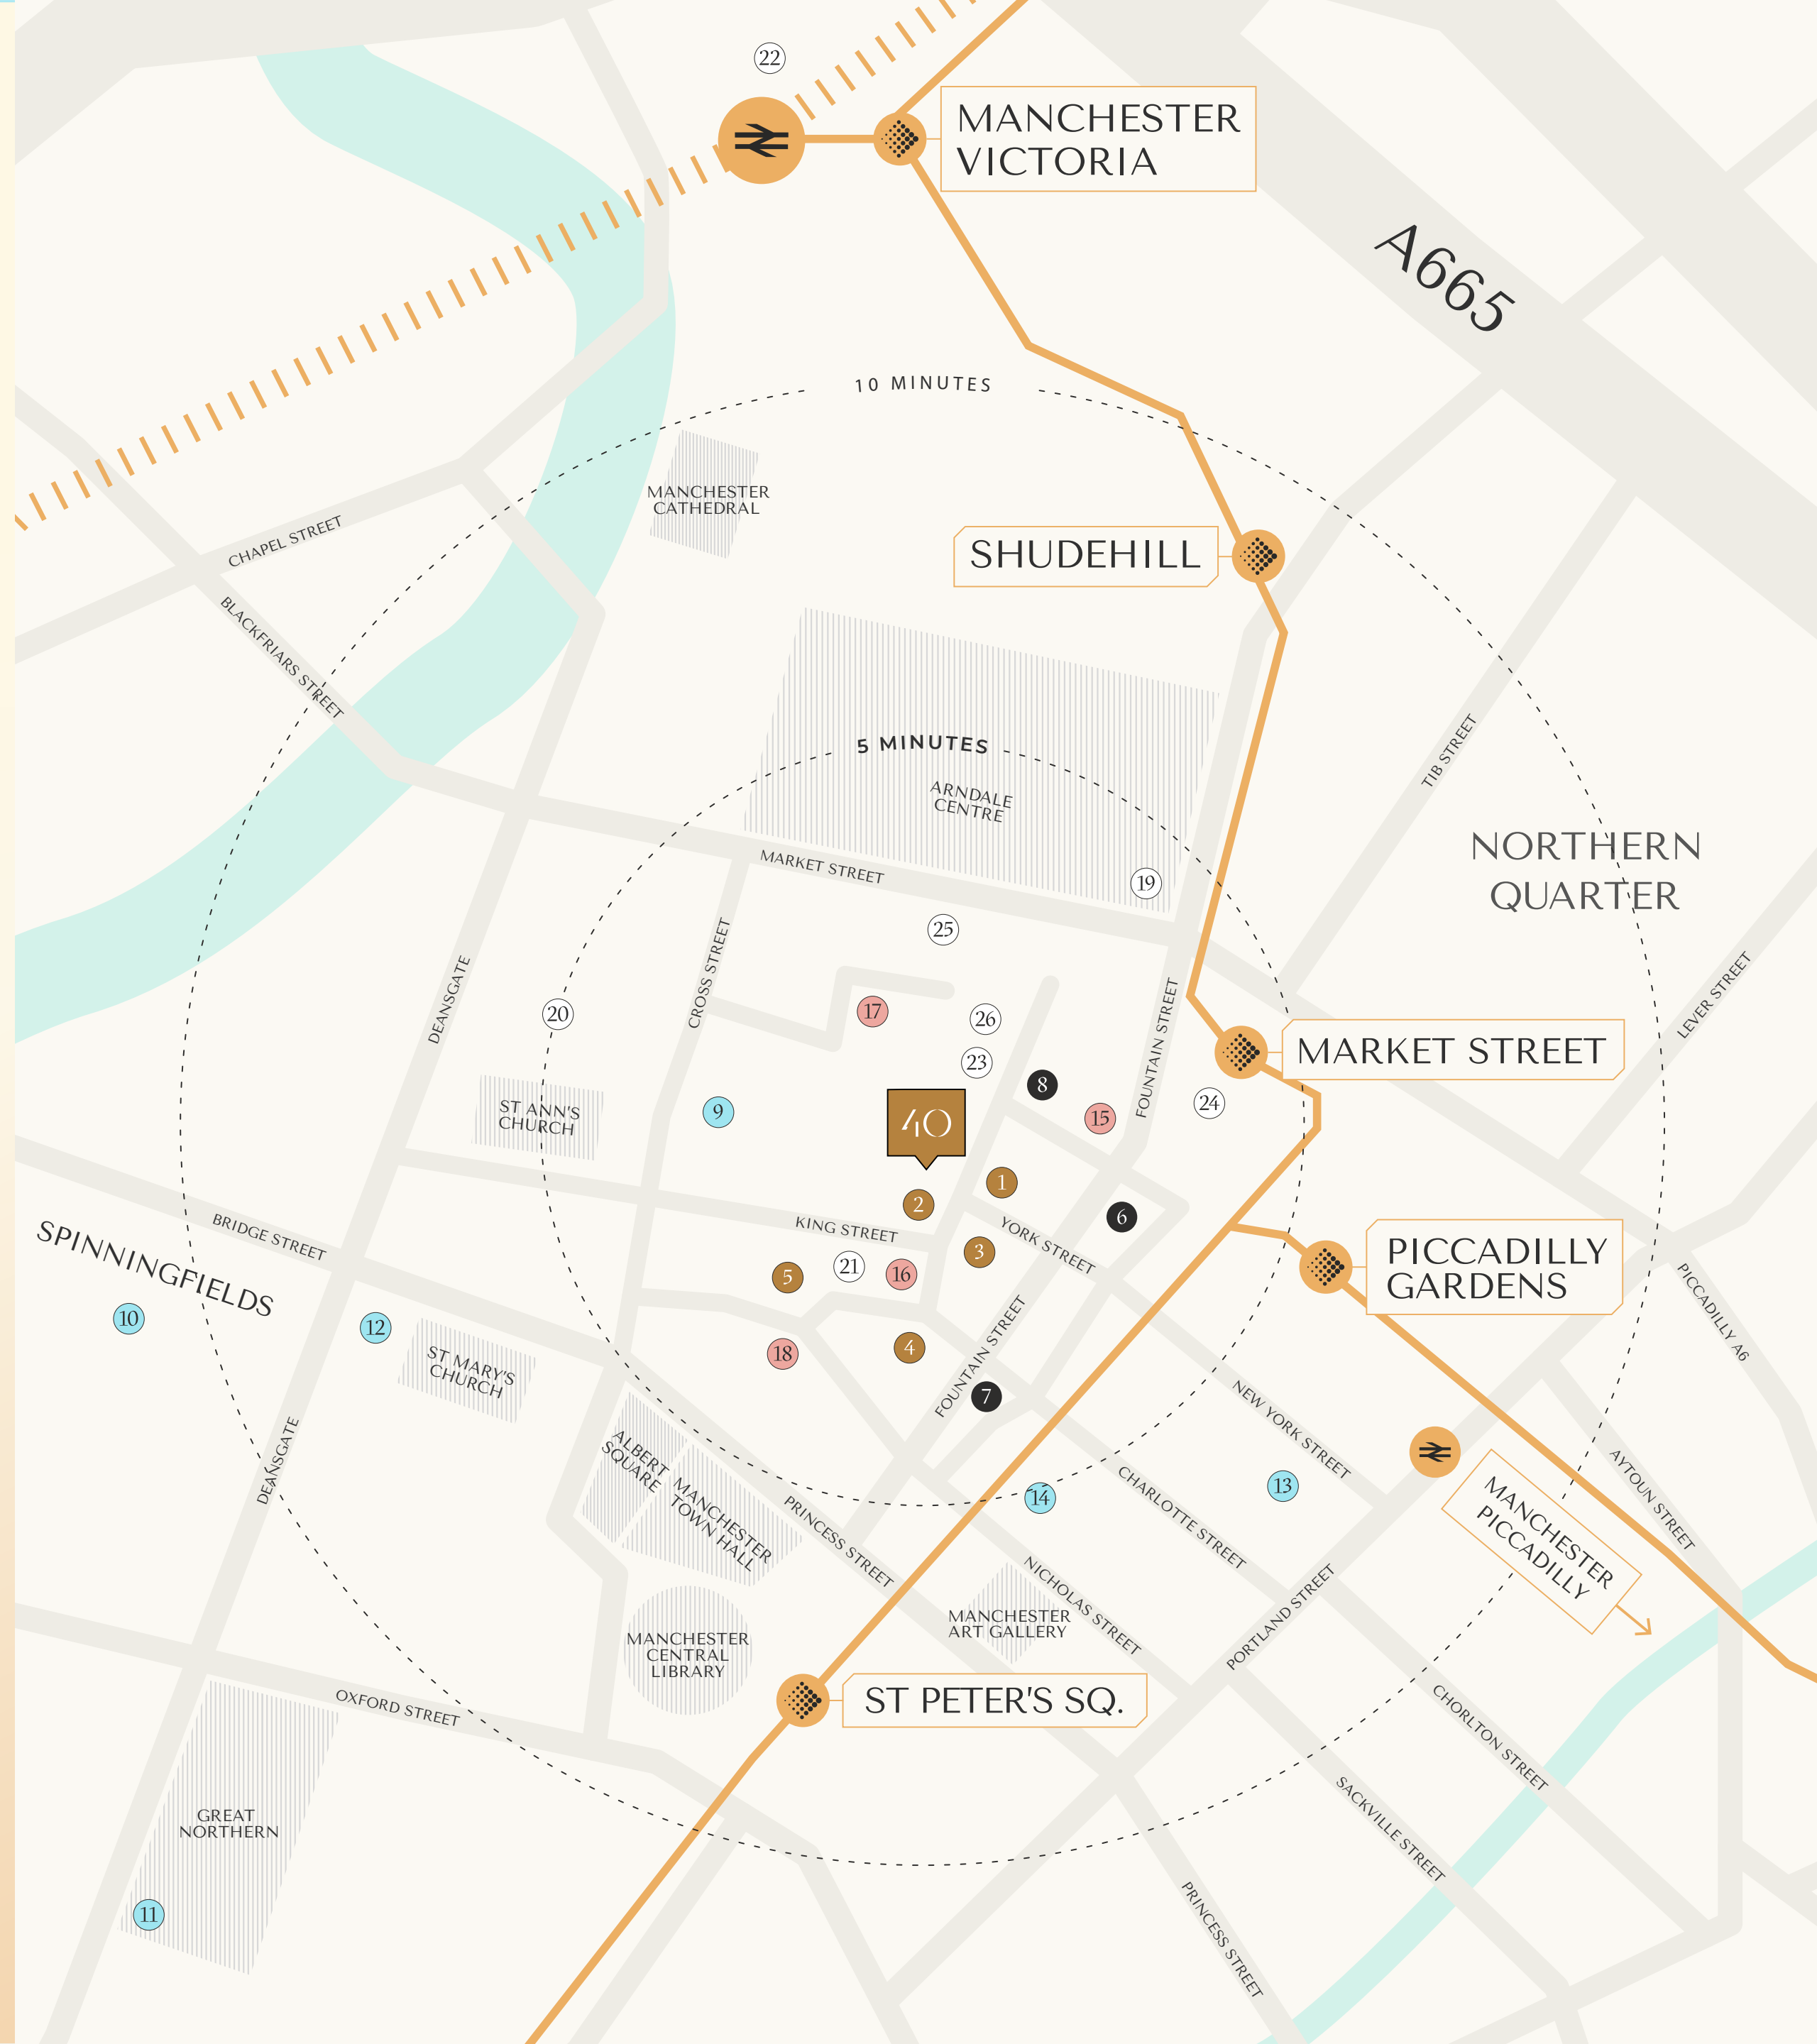 22
MANCHESTER
VICTORIA
A665
10 MINUTES
MANCHESTER
CATHEDRAL
SHUDEHILL
CHAPEL STREET
BLACKFRIARS STREET
5 MINUTES
ARNDALE
CENTRE
TIB STREET
NORTHERN
QUARTER
MARKET STREET
19
25
CROSS STREET
DEANSGATE
20
17
26
FOUNTAIN STREET
LEVER STREET
23
MARKET STREET
8
24
ST ANN'S
CHURCH
9
40
15
1
2
6
KING STREET
YORK STREET
3
BRIDGE STREET
SPINNINGFIELDS
5
21
16
PICCADILLY
GARDENS
PICCADILLY A6
10
12
18
4
FOUNTAIN STREET
ST MARY'S
CHURCH
7
NEW YORK STREET
DEANSGATE
ALBERT
SQUARE
MANCHESTER
TOWN HALL
PRINCESS STREET
14
CHARLOTTE STREET
13
AYTOUN STREET
MANCHESTER
PICCADILLY
NICHOLAS STREET
MANCHESTER
ART GALLERY
PORTLAND STREET
MANCHESTER
CENTRAL
LIBRARY
ST PETER'S SQ.
OXFORD STREET
CHORLTON STREET
SACKVILLE STREET
GREAT
NORTHERN
11
PRINCESS STREET